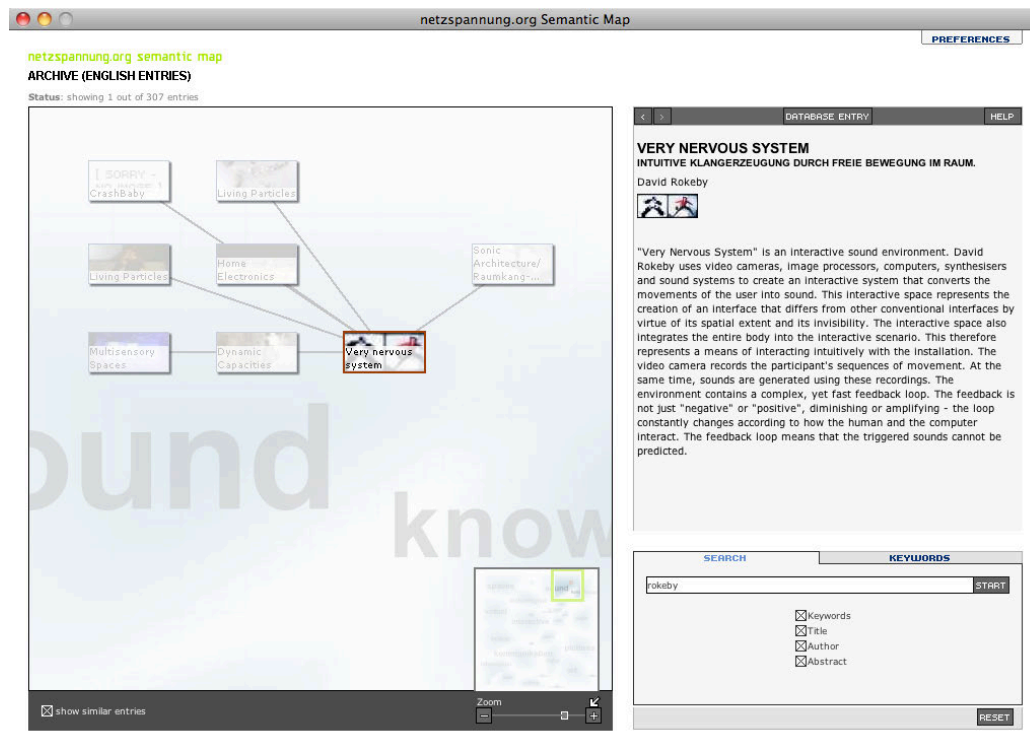 netzspannung.org Semantic Map
PREFERENCES
netzspannung.org semantic map
ARCHIVE (ENGLISH ENTRIES)
Status: showing 1 out of 307 entries
[ SORRY -
CrashBaby
Living Particles
Living Particles
Home
Electronics
Sonic
Architecture/
Raumkang-...
Multisensory
Spaces
Dynamic
Capacities
Very nervous
system
ound
know
ound
Zoom
show similar entries
< >
DATABASE ENTRY
HELP
VERY NERVOUS SYSTEM
INTUITIVE KLANGERZEUGUNG DURCH FREIE BEWEGUNG IM RAUM.
David Rokeby
"Very Nervous System" is an interactive sound environment. David
Rokeby uses video cameras, image processors, computers, synthesisers
and sound systems to create an interactive system that converts the
movements of the user into sound. This interactive space represents the
creation of an interface that differs from other conventional interfaces by
virtue of its spatial extent and its invisibility. The interactive space also
integrates the entire body into the interactive scenario. This therefore
represents a means of interacting intuitively with the installation. The
video camera records the participant's sequences of movement. At the
same time, sounds are generated using these recordings. The
environment contains a complex, yet fast feedback loop. The feedback is
not just "negative" or "positive", diminishing or amplifying - the loop
constantly changes according to how the human and the computer
interact. The feedback loop means that the triggered sounds cannot be
predicted.
SEARCH
KEYWORDS
rokeby
START
Keywords
Title
Author
Abstract
RESET